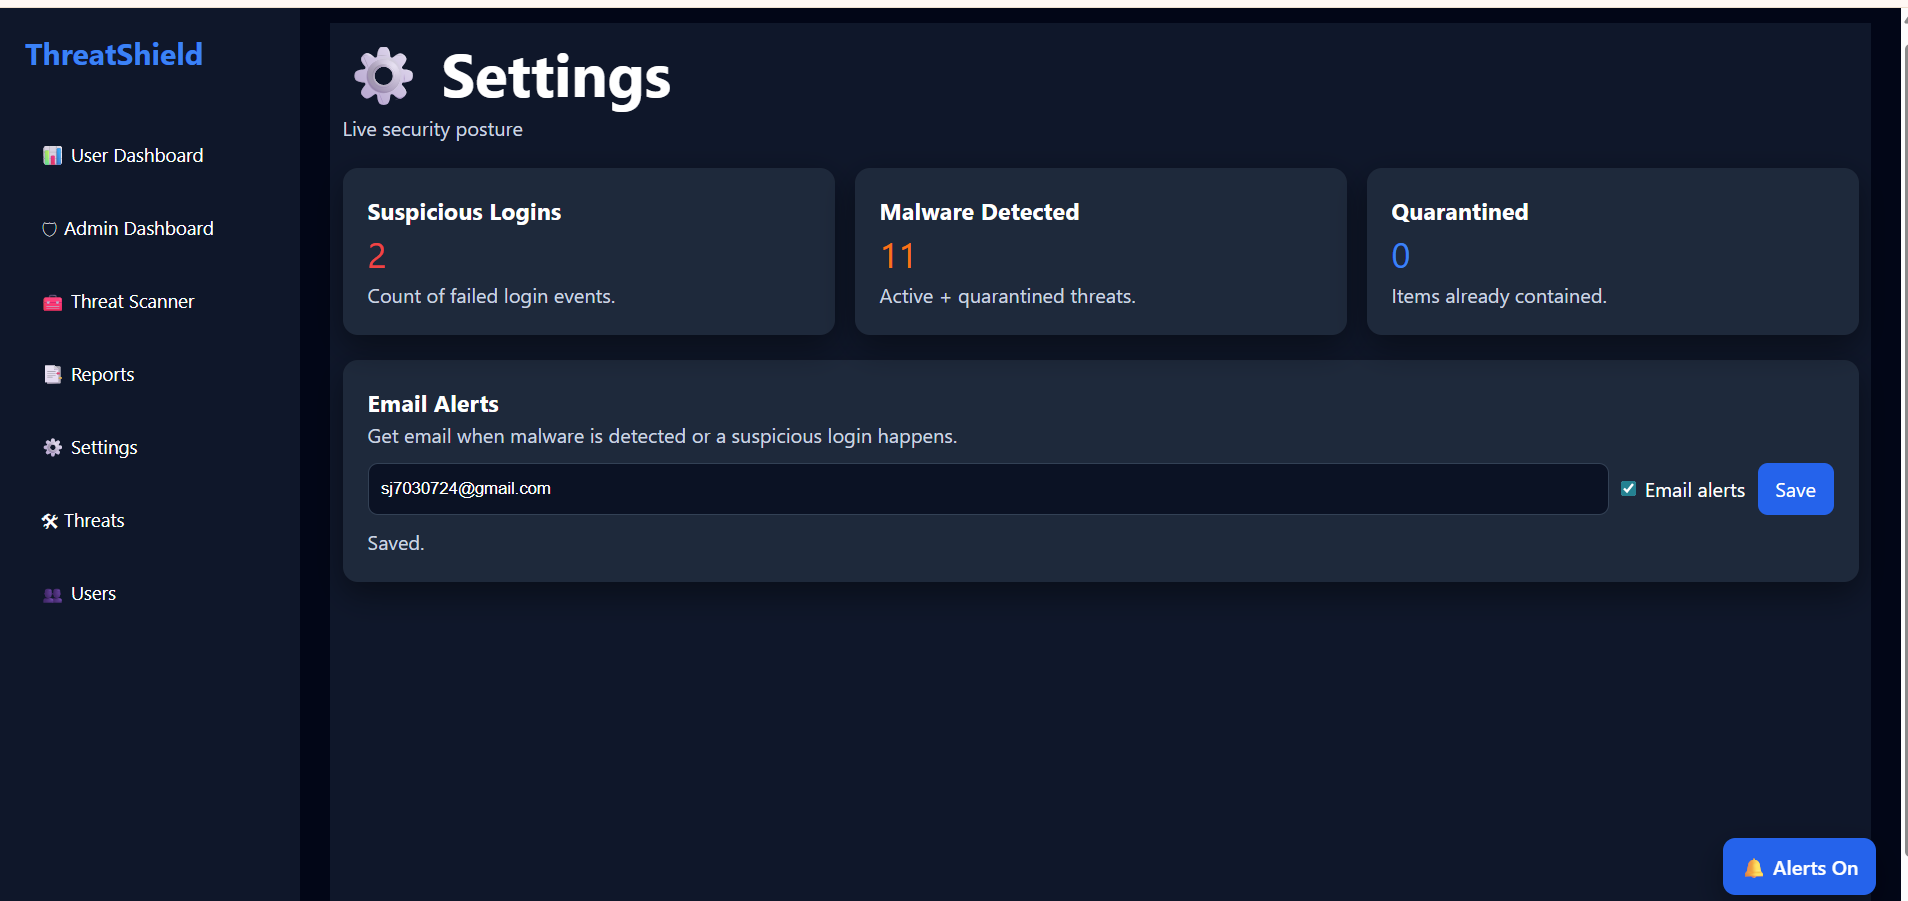 ThreatShield
User Dashboard
Admin Dashboard
Threat Scanner
Reports
Settings
Threats
Users
Settings
Live security posture
Suspicious Logins
2
Count of failed login events.
Malware Detected
11
Active + quarantined threats.
Quarantined
0
Items already contained.
Email Alerts
Get email when malware is detected or a suspicious login happens.
sj7030724@gmail.com
Email alerts
Save
Saved.
Alerts On